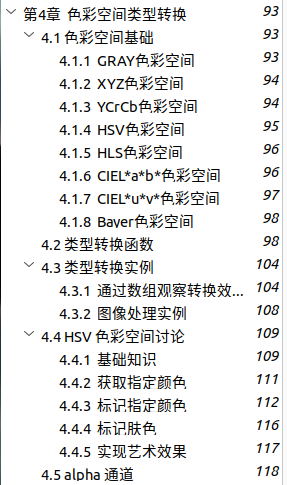 第4章 色彩空间类型转换 93
4.1 色彩空间基础 93
4.1.1 GRAY色彩空间 93
4.1.2 XYZ色彩空间 94
4.1.3 YCrCb色彩空间 94
4.1.4 HSV色彩空间 95
4.1.5 HLS色彩空间 96
4.1.6 CIEL*a*b*色彩空间 96
4.1.7 CIEL*u*v*色彩空间 97
4.1.8 Bayer色彩空间 98
4.2 类型转换函数 98
4.3 类型转换实例 104
4.3.1 通过数组观察转换效... 104
4.3.2 图像处理实例 108
4.4 HSV 色彩空间讨论 109
4.4.1 基础知识 109
4.4.2 获取指定颜色 111
4.4.3 标记指定颜色 112
4.4.4 标记肤色 116
4.4.5 实现艺术效果 117
4.5 alpha 通道 118